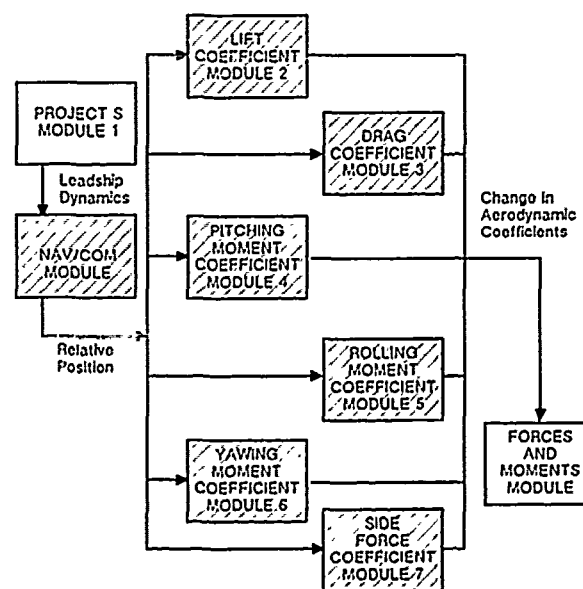 LIFT
COEFFICIENT
MODULE 2
PROJECT S
MODULE 1
DRAG
COEFFICIENT
MODULE 3
Leadship
Dynamics
Change in
Aerodynamic
Coefficients
NAV/COM
MODULE
PITCHING
MOMENT
COEFFICIENT
MODULE 4
Relative
Position
ROLLING
MOMENT
COEFFICIENT
MODULE 5
FORCES
AND
MOMENTS
MODULE
YAWING
MOMENT
COEFFICIENT
MODULE 6
SIDE
FORCE
COEFFICIENT
MODULE 7